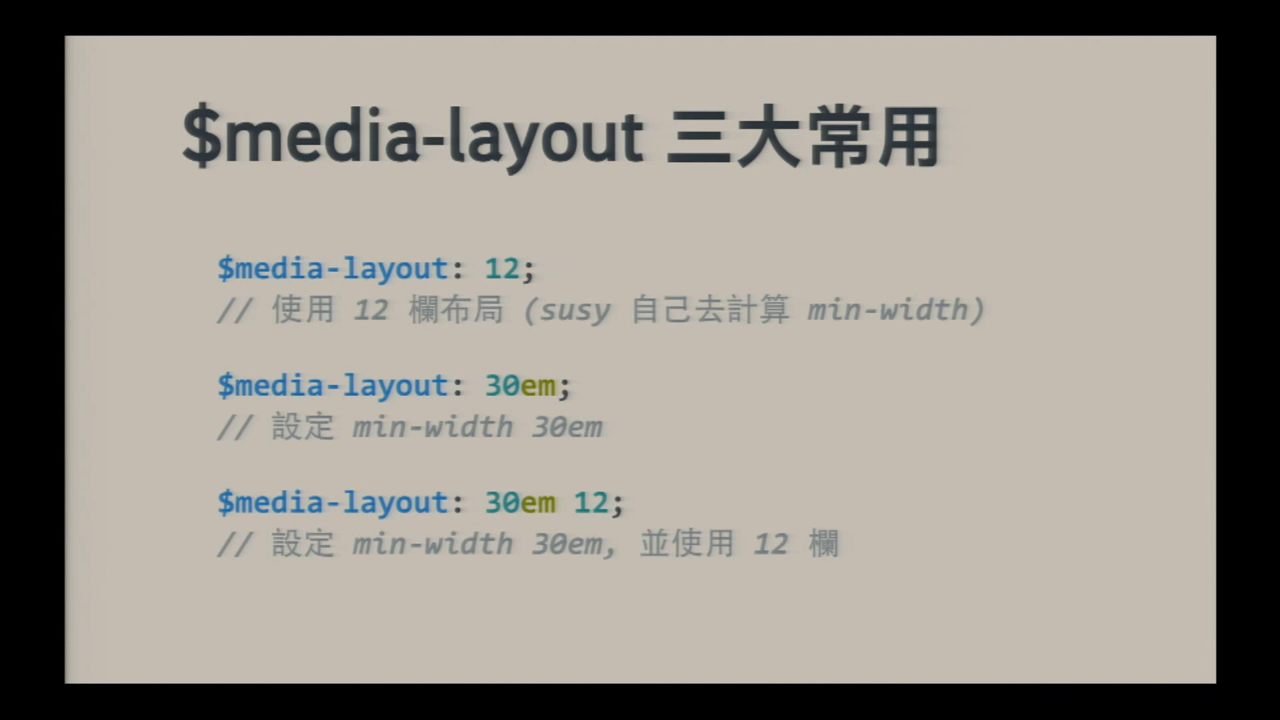 $media-layout 三大常用
$media-layout: 12;
// 使用 12 欄布局 (susy 自己去計算 min-width)
$media-layout: 30em;
// 設定 min-width 30em
$media-layout: 30em 12;
// 設定 min-width 30em, 並使用 12 欄